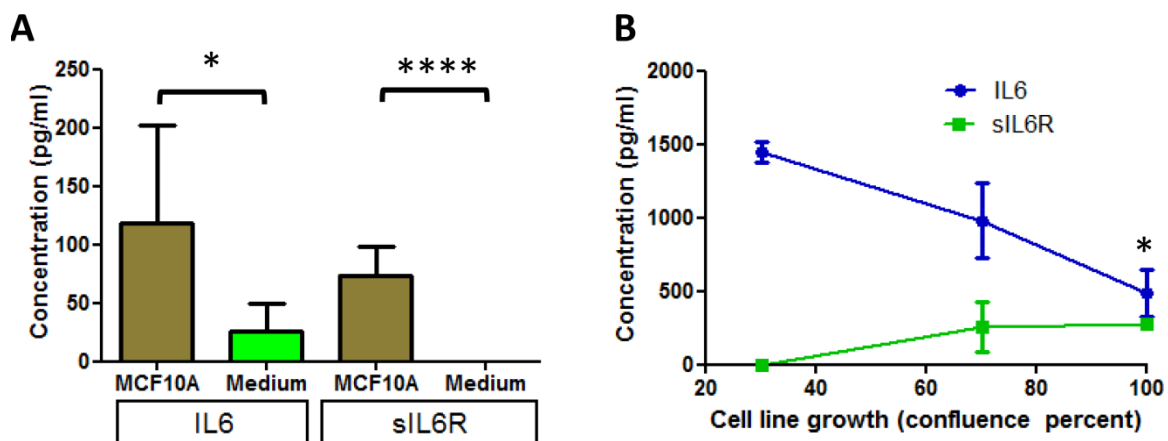 A
Concentration (pg/ml)
250
200
150
100
50
0
*
****
MCF10A Medium MCF10A Medium
IL6 sIL6R
B
Concentration (pg/ml)
2000
1500
1000
500
0
IL6
sIL6R
*
20 40 60 80 100
Cell line growth (confluence percent)